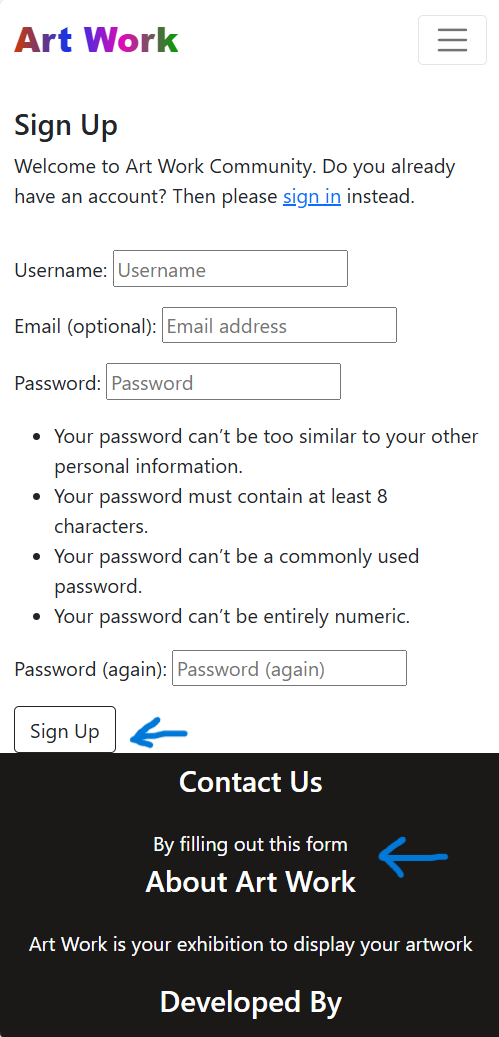 Art Work
Sign Up
Welcome to Art Work Community. Do you already
have an account? Then please sign in instead.
Username: Username
Email (optional): Email address
Password: Password
• Your password can’t be too similar to your other
personal information.
• Your password must contain at least 8
characters.
• Your password can’t be a commonly used
password.
• Your password can’t be entirely numeric.
Password (again): Password (again)
Sign Up
Contact Us
By filling out this form
About Art Work
Art Work is your exhibition to display your artwork
Developed By